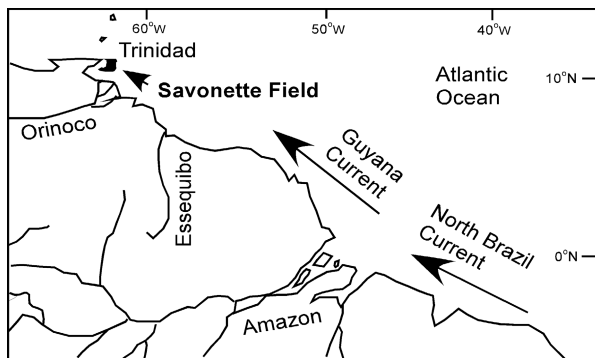 60°W
50°W
40°W
Trinidad
Savonette Field
Atlantic
Ocean
10°N
Orinoco
Essequibo
Guyana
Current
North Brazil
Current
0°N
Amazon